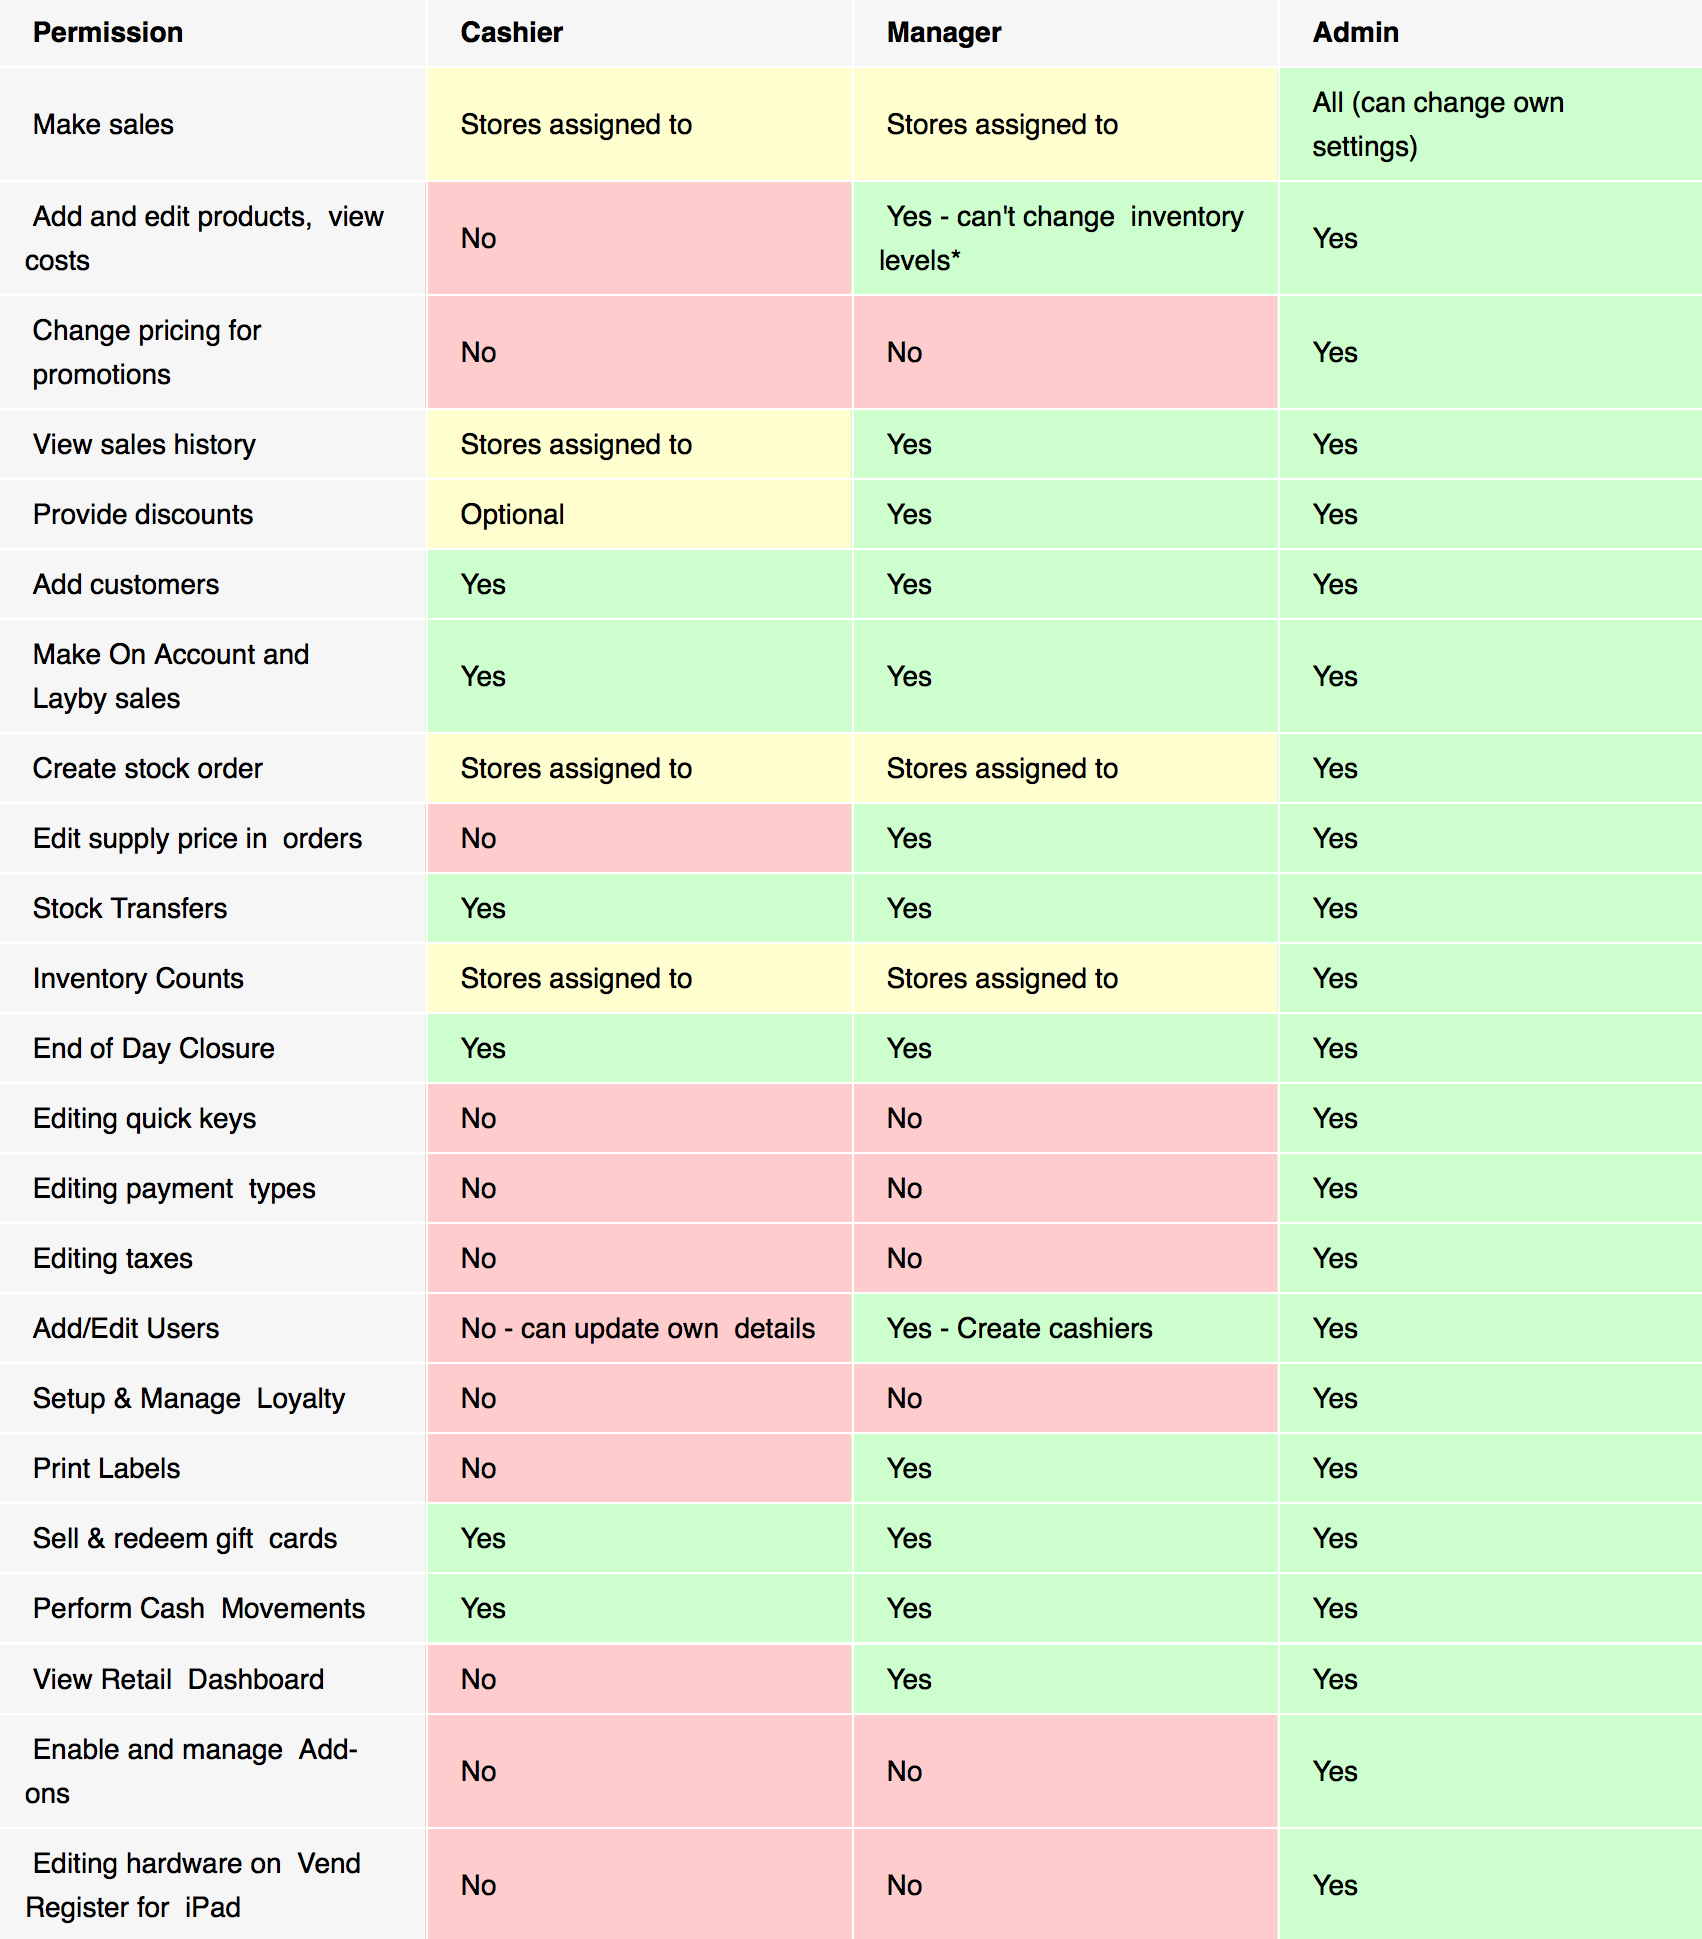 Permission Cashier Manager Admin
Make sales Stores assigned to Stores assigned to All (can change own
settings)
Add and edit products, view
costs No Yes - can't change inventory
levels* Yes
Change pricing for
promotions No No Yes
View sales history Stores assigned to Yes Yes
Provide discounts Optional Yes Yes
Add customers Yes Yes Yes
Make On Account and
Layby sales Yes Yes Yes
Create stock order Stores assigned to Stores assigned to Yes
Edit supply price in orders No Yes Yes
Stock Transfers Yes Yes Yes
Inventory Counts Stores assigned to Stores assigned to Yes
End of Day Closure Yes Yes Yes
Editing quick keys No No Yes
Editing payment types No No Yes
Editing taxes No No Yes
Add/Edit Users No - can update own details Yes - Create cashiers Yes
Setup & Manage Loyalty No No Yes
Print Labels No Yes Yes
Sell & redeem gift cards Yes Yes Yes
Perform Cash Movements Yes Yes Yes
View Retail Dashboard No Yes Yes
Enable and manage Add-
ons No No Yes
Editing hardware on Vend
Register for iPad No No Yes